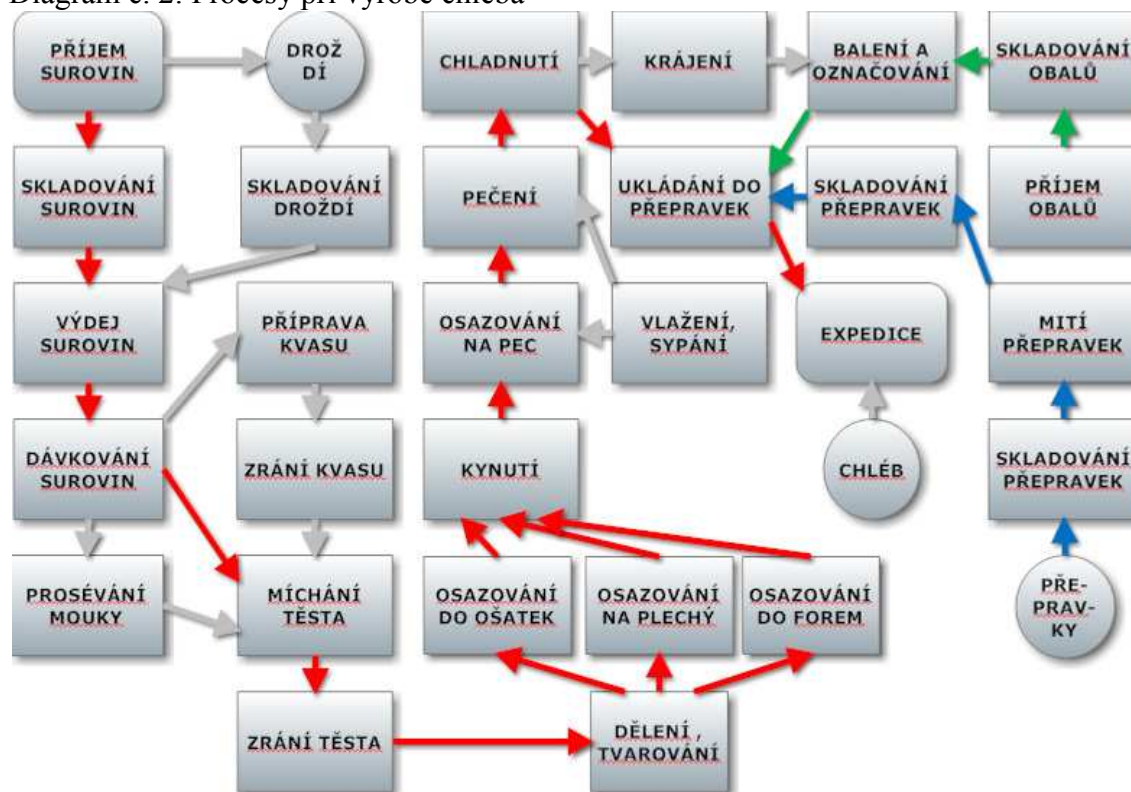 Diagram č. 2: Procesy při výrobě chleba
PŘÍJEM
SUROVIN
DROŽ
DÍ
CHLADNUTÍ
KRÁJENÍ
BALENÍ A
OZNAČOVÁNÍ
SKLADOVÁNÍ
OBALŮ
SKLADOVÁNÍ
SUROVIN
SKLADOVÁNÍ
DROŽDÍ
PEČENÍ
UKLÁDÁNÍ DO
PŘEPRAVEK
SKLADOVÁNÍ
PŘEPRAVEK
PŘÍJEM
OBALŮ
VÝDEJ
SUROVIN
PŘÍPRAVA
KVASU
OSAZOVÁNÍ
NA PEC
VLAŽENÍ,
SYPÁNÍ
EXPEDICE
MITÍ
PŘEPRAVEK
DÁVKOVÁNÍ
SUROVIN
ZRÁNÍ KVASU
KYNUTÍ
CHLÉB
SKLADOVÁNÍ
PŘEPRAVEK
PROSÉVÁNÍ
MOUKY
MÍCHÁNÍ
TĚSTA
OSAZOVÁNÍ
DO OŠATEK
OSAZOVÁNÍ
NA PLECHÝ
OSAZOVÁNÍ
DO FOREM
PŘE-
PRAV-
KY
ZRÁNÍ TĚSTA
DĚLENÍ ,
TVAROVÁNÍ